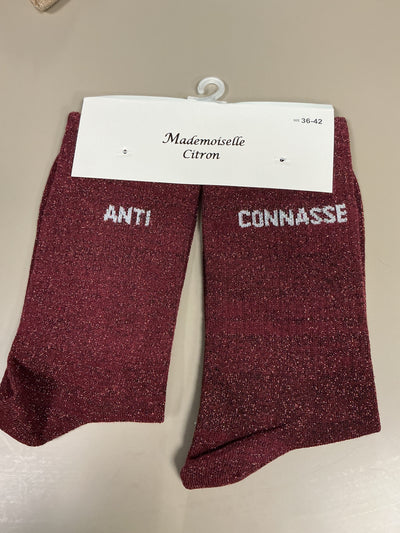 Mademoiselle
Citron
36-42
ANTI
CONNASSE